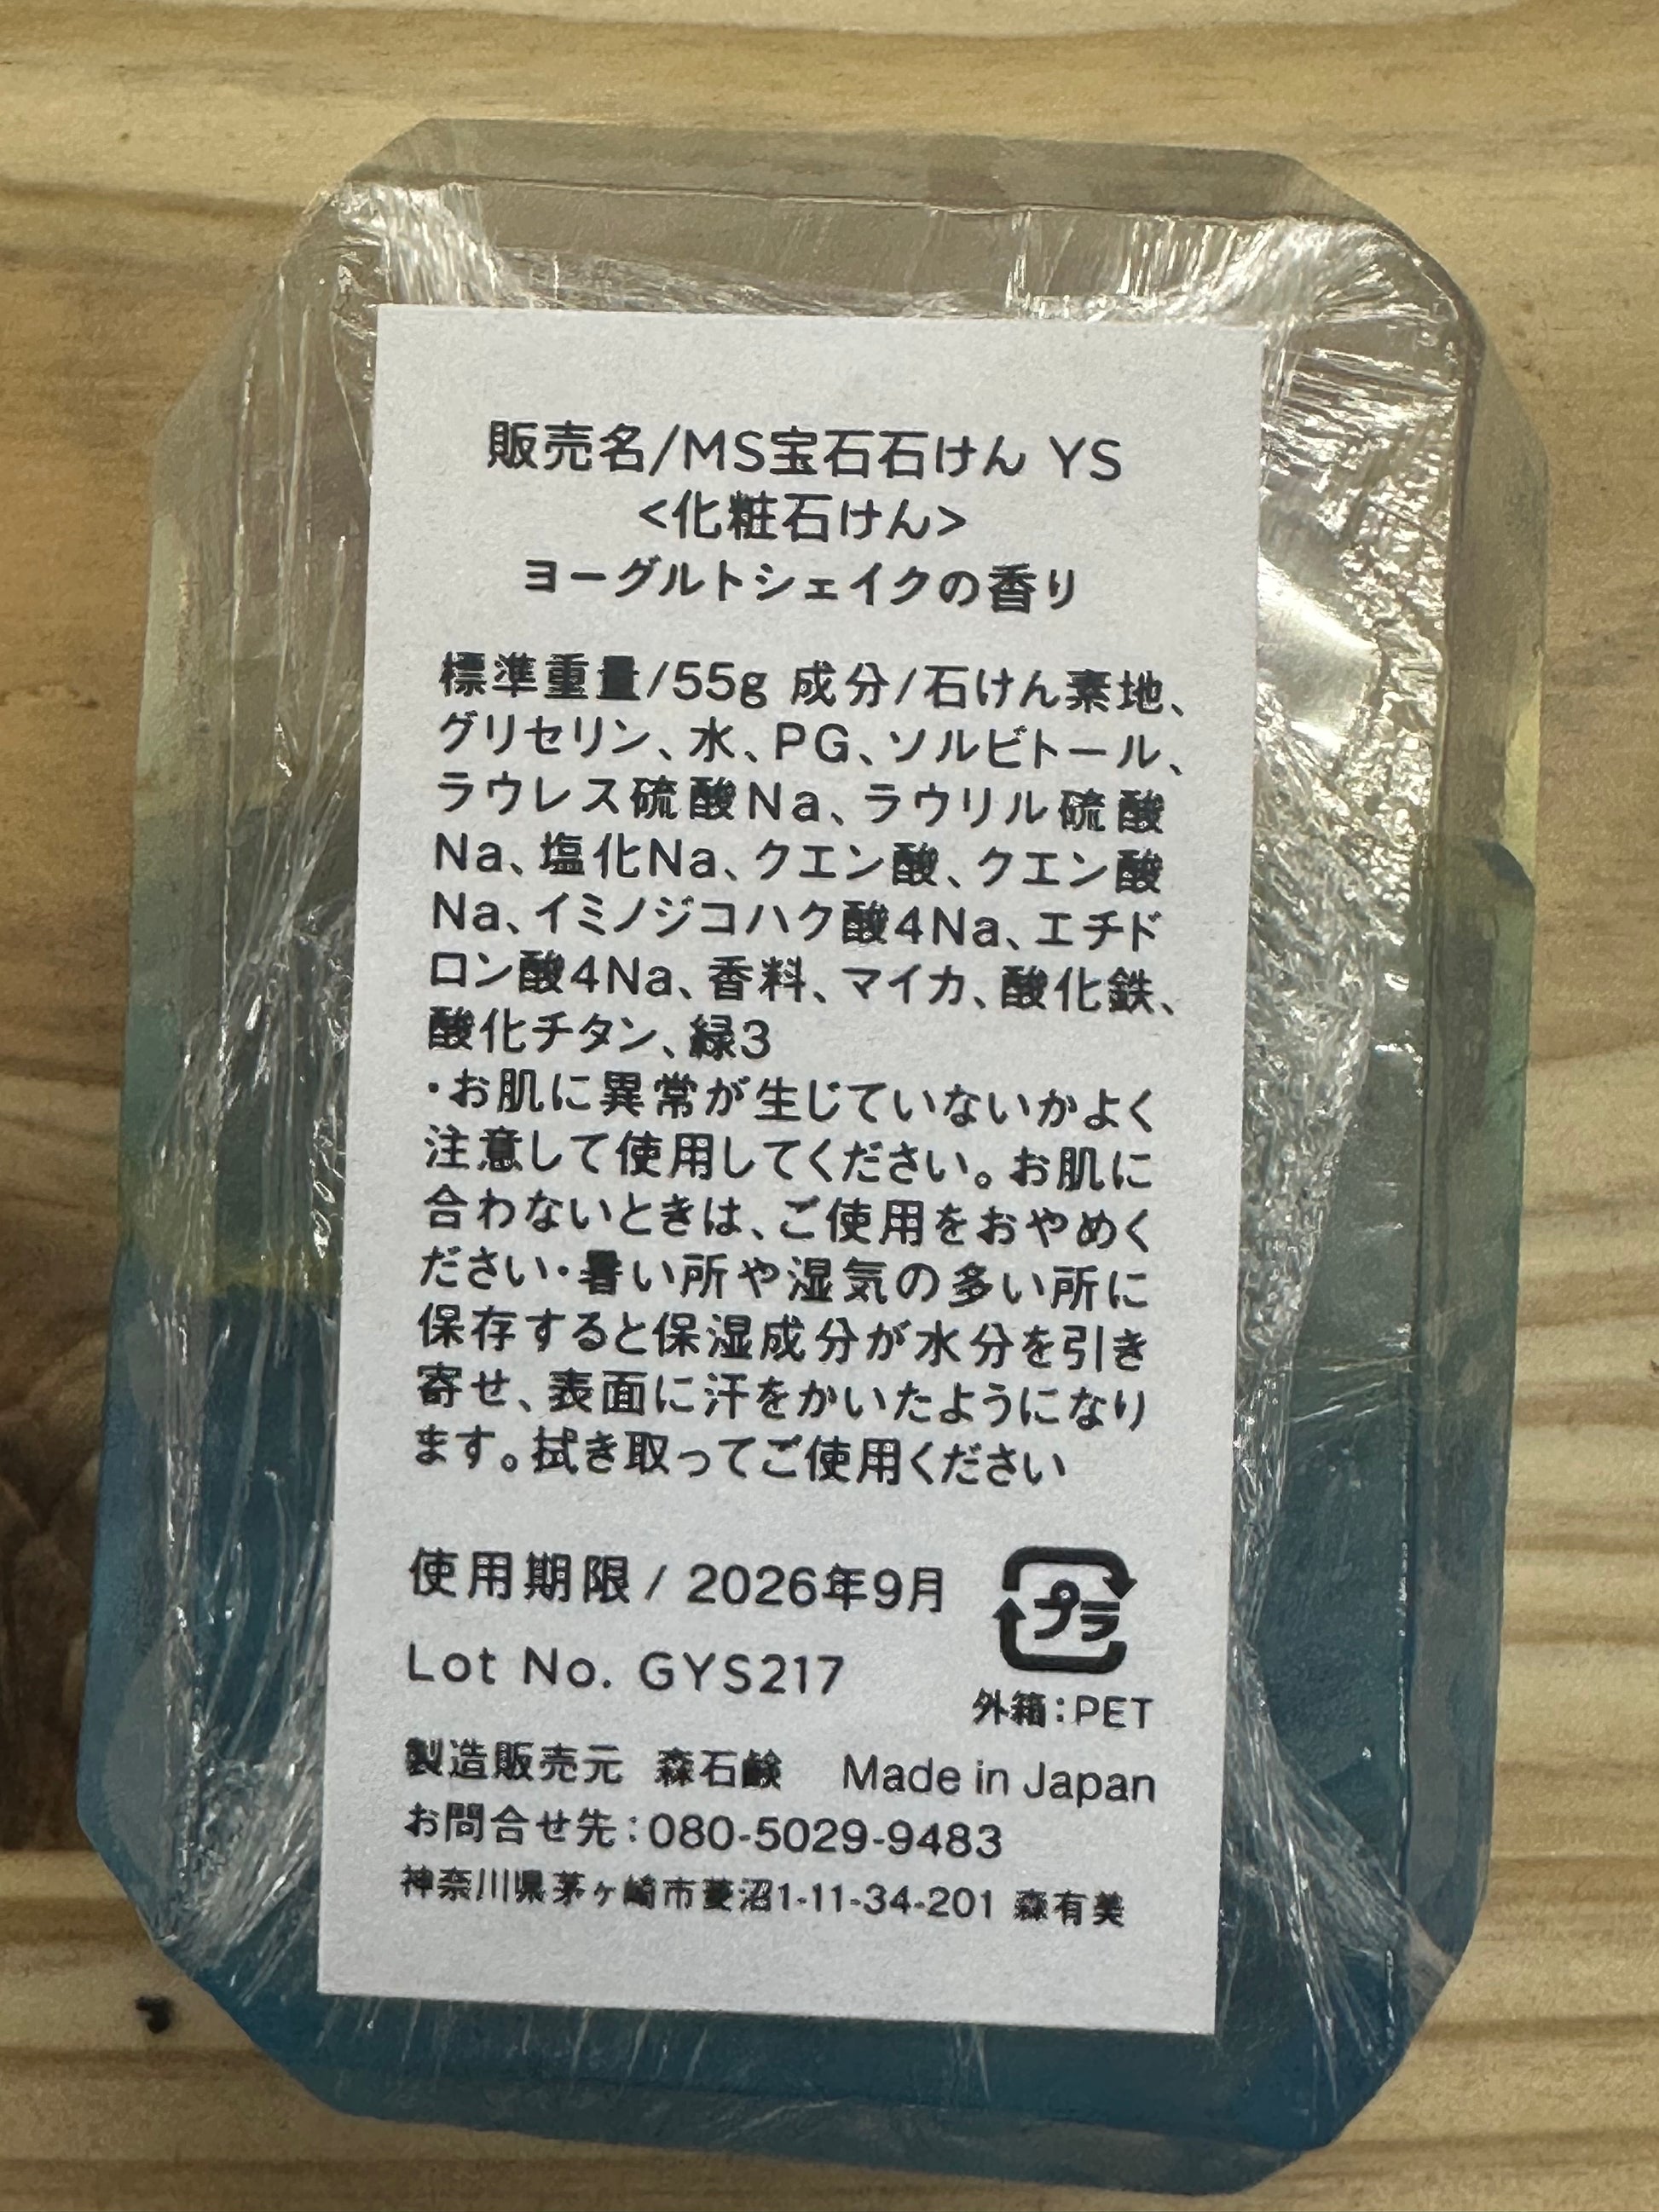 販売名/MS宝石石けん YS
<化粧石けん>
ヨーグルトシェイクの香り
標準重量/55g 成分/石けん素地、
グリセリン、水、PG、ソルビトール、
ラウレス硫酸Na、ラウリル硫酸
Na、塩化Na、クエン酸、クエン酸
Na、イミノジコハク酸4Na、エチド
ロン酸4Na、香料、マイカ、酸化鉄、
酸化チタン、緑3
・お肌に異常が生じていないかよく
注意して使用してください。お肌に
合わないときは、ご使用をおやめく
ださい・暑い所や湿気の多い所に
保存すると保湿成分が水分を引き
寄せ、表面に汗をかいたようになり
ます。拭き取ってご使用ください
使用期限/ 2026年9月
プラ
Lot No. GYS217
外箱:PET
製造販売元 森石鹸 Made in Japan
お問合せ先:080-5029-9483
神奈川県茅ヶ崎市菱沼1-11-34-201 森有美